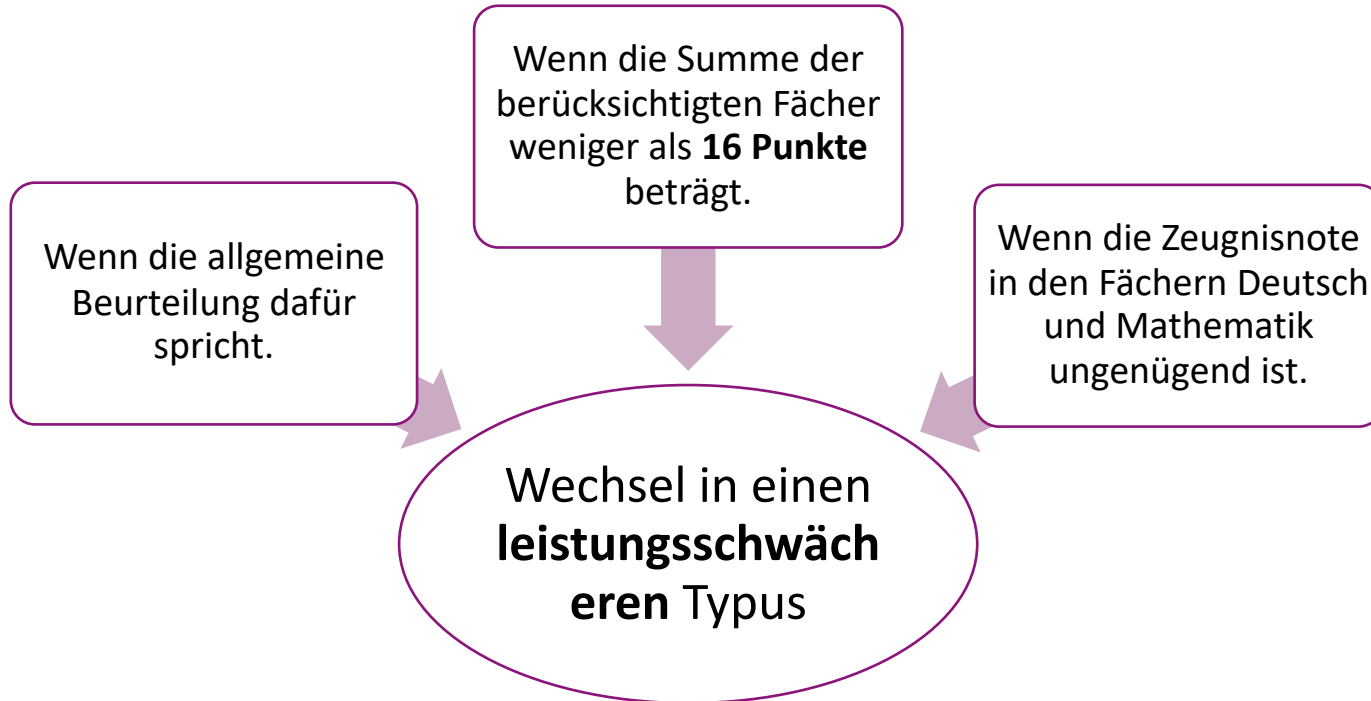 Wenn die allgemeine
Beurteilung dafür
spricht.
Wenn die Summe der
berücksichtigten Fächer
weniger als 16 Punkte
beträgt.
Wenn die Zeugnisnote
in den Fächern Deutsch
und Mathematik
ungenügend ist.
Wechsel in einen
leistungsschwäch
eren Typus